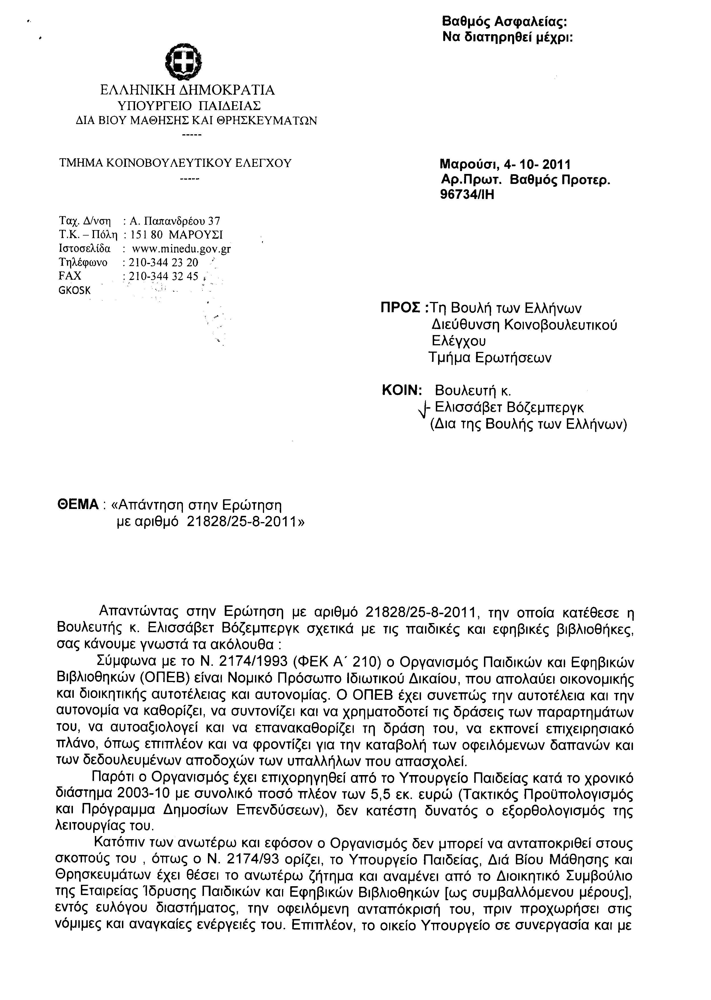 Βαθμός Ασφαλείας:
Να διατηρηθεί μέχρι:
ΕΛΛΗΝΙΚΗ ΔΗΜΟΚΡΑΤΙΑ
ΥΠΟΥΡΓΕΙΟ ΠΑΙΔΕΙΑΣ
ΔΙΑ ΒΙΟΥ ΜΑΘΗΣΗΣ ΚΑΙ ΘΡΗΣΚΕΥΜΑΤΩΝ
-----
ΤΜΗΜΑ ΚΟΙΝΟΒΟΥΛΕΥΤΙΚΟΥ ΕΛΕΓΧΟΥ
-----
Μαρούσι, 4- 10- 2011
Αρ.Πρωτ. Βαθμός Προτερ.
96734/ΙΗ
Ταχ. Δ/νση : Α. Παπανδρέου 37
Τ.Κ. – Πόλη : 151 80 ΜΑΡΟΥΣΙ
Ιστοσελίδα : www.minedu.gov.gr
Τηλέφωνο : 210-344 23 20
FAX : 210-344 32 45
GKOSK
ΠΡΟΣ :Τη Βουλή των Ελλήνων
Διεύθυνση Κοινοβουλευτικού
Ελέγχου
Τμήμα Ερωτήσεων
ΚΟΙΝ: Βουλευτή κ.
- Ελισσάβετ Βόζεμπεργκ
(Δια της Βουλής των Ελλήνων)
ΘΕΜΑ : «Απάντηση στην Ερώτηση
με αριθμό 21828/25-8-2011»
Απαντώντας στην Ερώτηση με αριθμό 21828/25-8-2011, την οποία κατέθεσε η
Βουλευτής κ. Ελισσάβετ Βόζεμπεργκ σχετικά με τις παιδικές και εφηβικές βιβλιοθήκες,
σας κάνουμε γνωστά τα ακόλουθα :
Σύμφωνα με το Ν. 2174/1993 (ΦΕΚ Α΄ 210) ο Οργανισμός Παιδικών και Εφηβικών
Βιβλιοθηκών (ΟΠΕΒ) είναι Νομικό Πρόσωπο Ιδιωτικού Δικαίου, που απολαύει οικονομικής
και διοικητικής αυτοτέλειας και αυτονομίας. Ο ΟΠΕΒ έχει συνεπώς την αυτοτέλεια και την
αυτονομία να καθορίζει, να συντονίζει και να χρηματοδοτεί τις δράσεις των παραρτημάτων
του, να αυτοαξιολογεί και να επανακαθορίζει τη δράση του, να εκπονεί επιχειρησιακό
πλάνο, όπως επιπλέον και να φροντίζει για την καταβολή των οφειλόμενων δαπανών και
των δεδουλευμένων αποδοχών των υπαλλήλων που απασχολεί.
Παρότι ο Οργανισμός έχει επιχορηγηθεί από το Υπουργείο Παιδείας κατά το χρονικό
διάστημα 2003-10 με συνολικό ποσό πλέον των 5,5 εκ. ευρώ (Τακτικός Προϋπολογισμός
και Πρόγραμμα Δημοσίων Επενδύσεων), δεν κατέστη δυνατός ο εξορθολογισμός της
λειτουργίας του.
Κατόπιν των ανωτέρω και εφόσον ο Οργανισμός δεν μπορεί να ανταποκριθεί στους
σκοπούς του , όπως ο Ν. 2174/93 ορίζει, το Υπουργείο Παιδείας, Διά Βίου Μάθησης και
Θρησκευμάτων έχει θέσει το ανωτέρω ζήτημα και αναμένει από το Διοικητικό Συμβούλιο
της Εταιρείας Ίδρυσης Παιδικών και Εφηβικών Βιβλιοθηκών [ως συμβαλλόμενου μέρους],
εντός ευλόγου διαστήματος, την οφειλόμενη ανταπόκρισή του, πριν προχωρήσει στις
νόμιμες και αναγκαίες ενέργειές του. Επιπλέον, το οικείο Υπουργείο σε συνεργασία και με